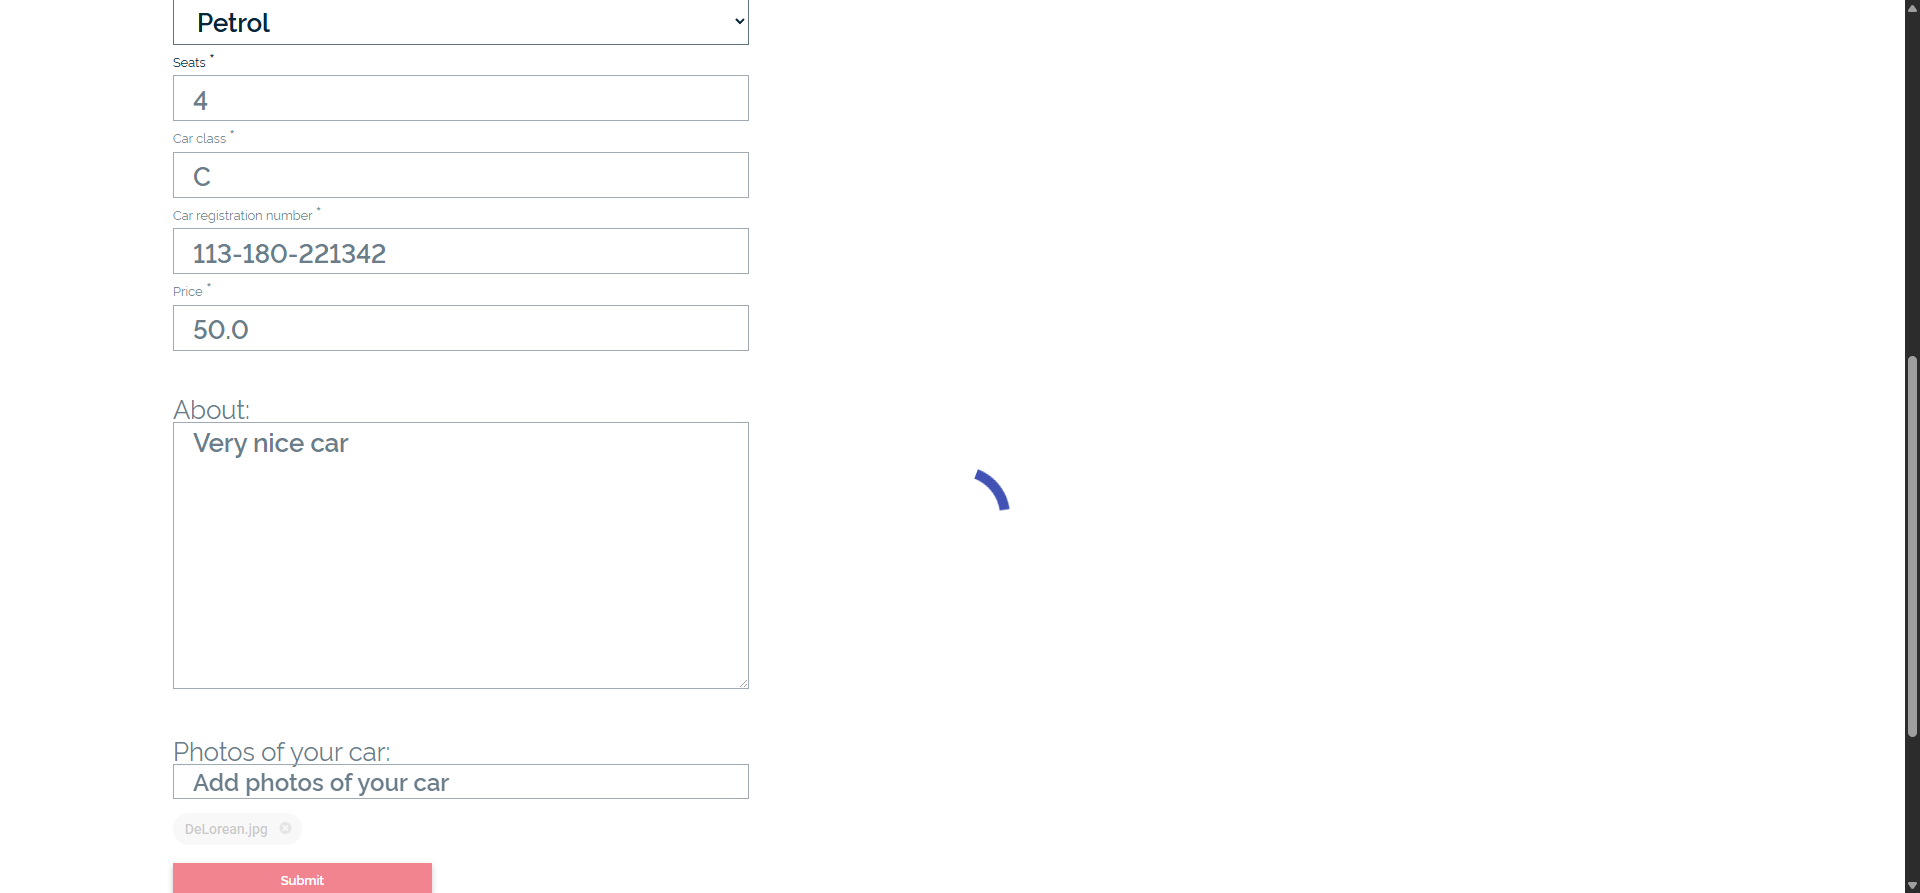 Petrol
Seats *
4
Car class *
C
Car registration number *
113-180-221342
Price *
50.0
About:
Very nice car
Photos of your car:
Add photos of your car
DeLorean.jpg
Submit